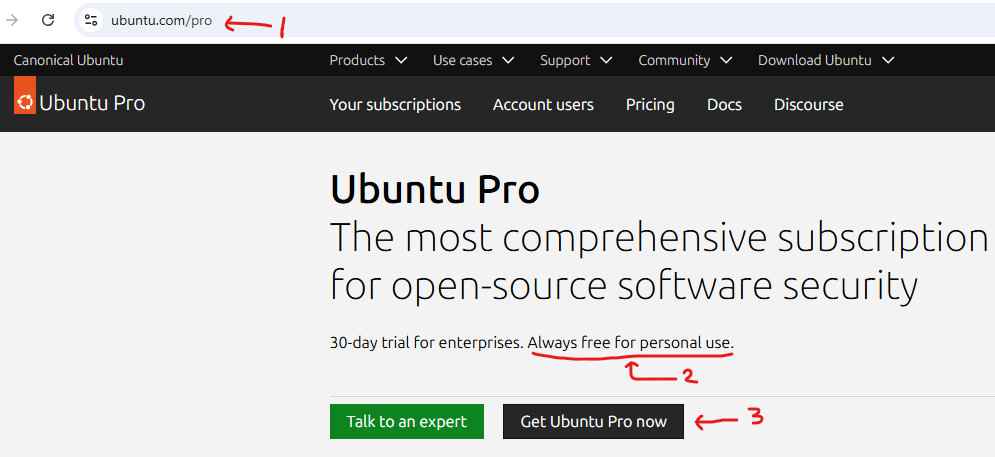 ubuntu.com/pro 1
Canonical Ubuntu Products Use cases Support Community Download Ubuntu
Ubuntu Pro Your subscriptions Account users Pricing Docs Discourse
Ubuntu Pro
The most comprehensive subscription
for open-source software security
30-day trial for enterprises. Always free for personal use.
2
Talk to an expert Get Ubuntu Pro now 3